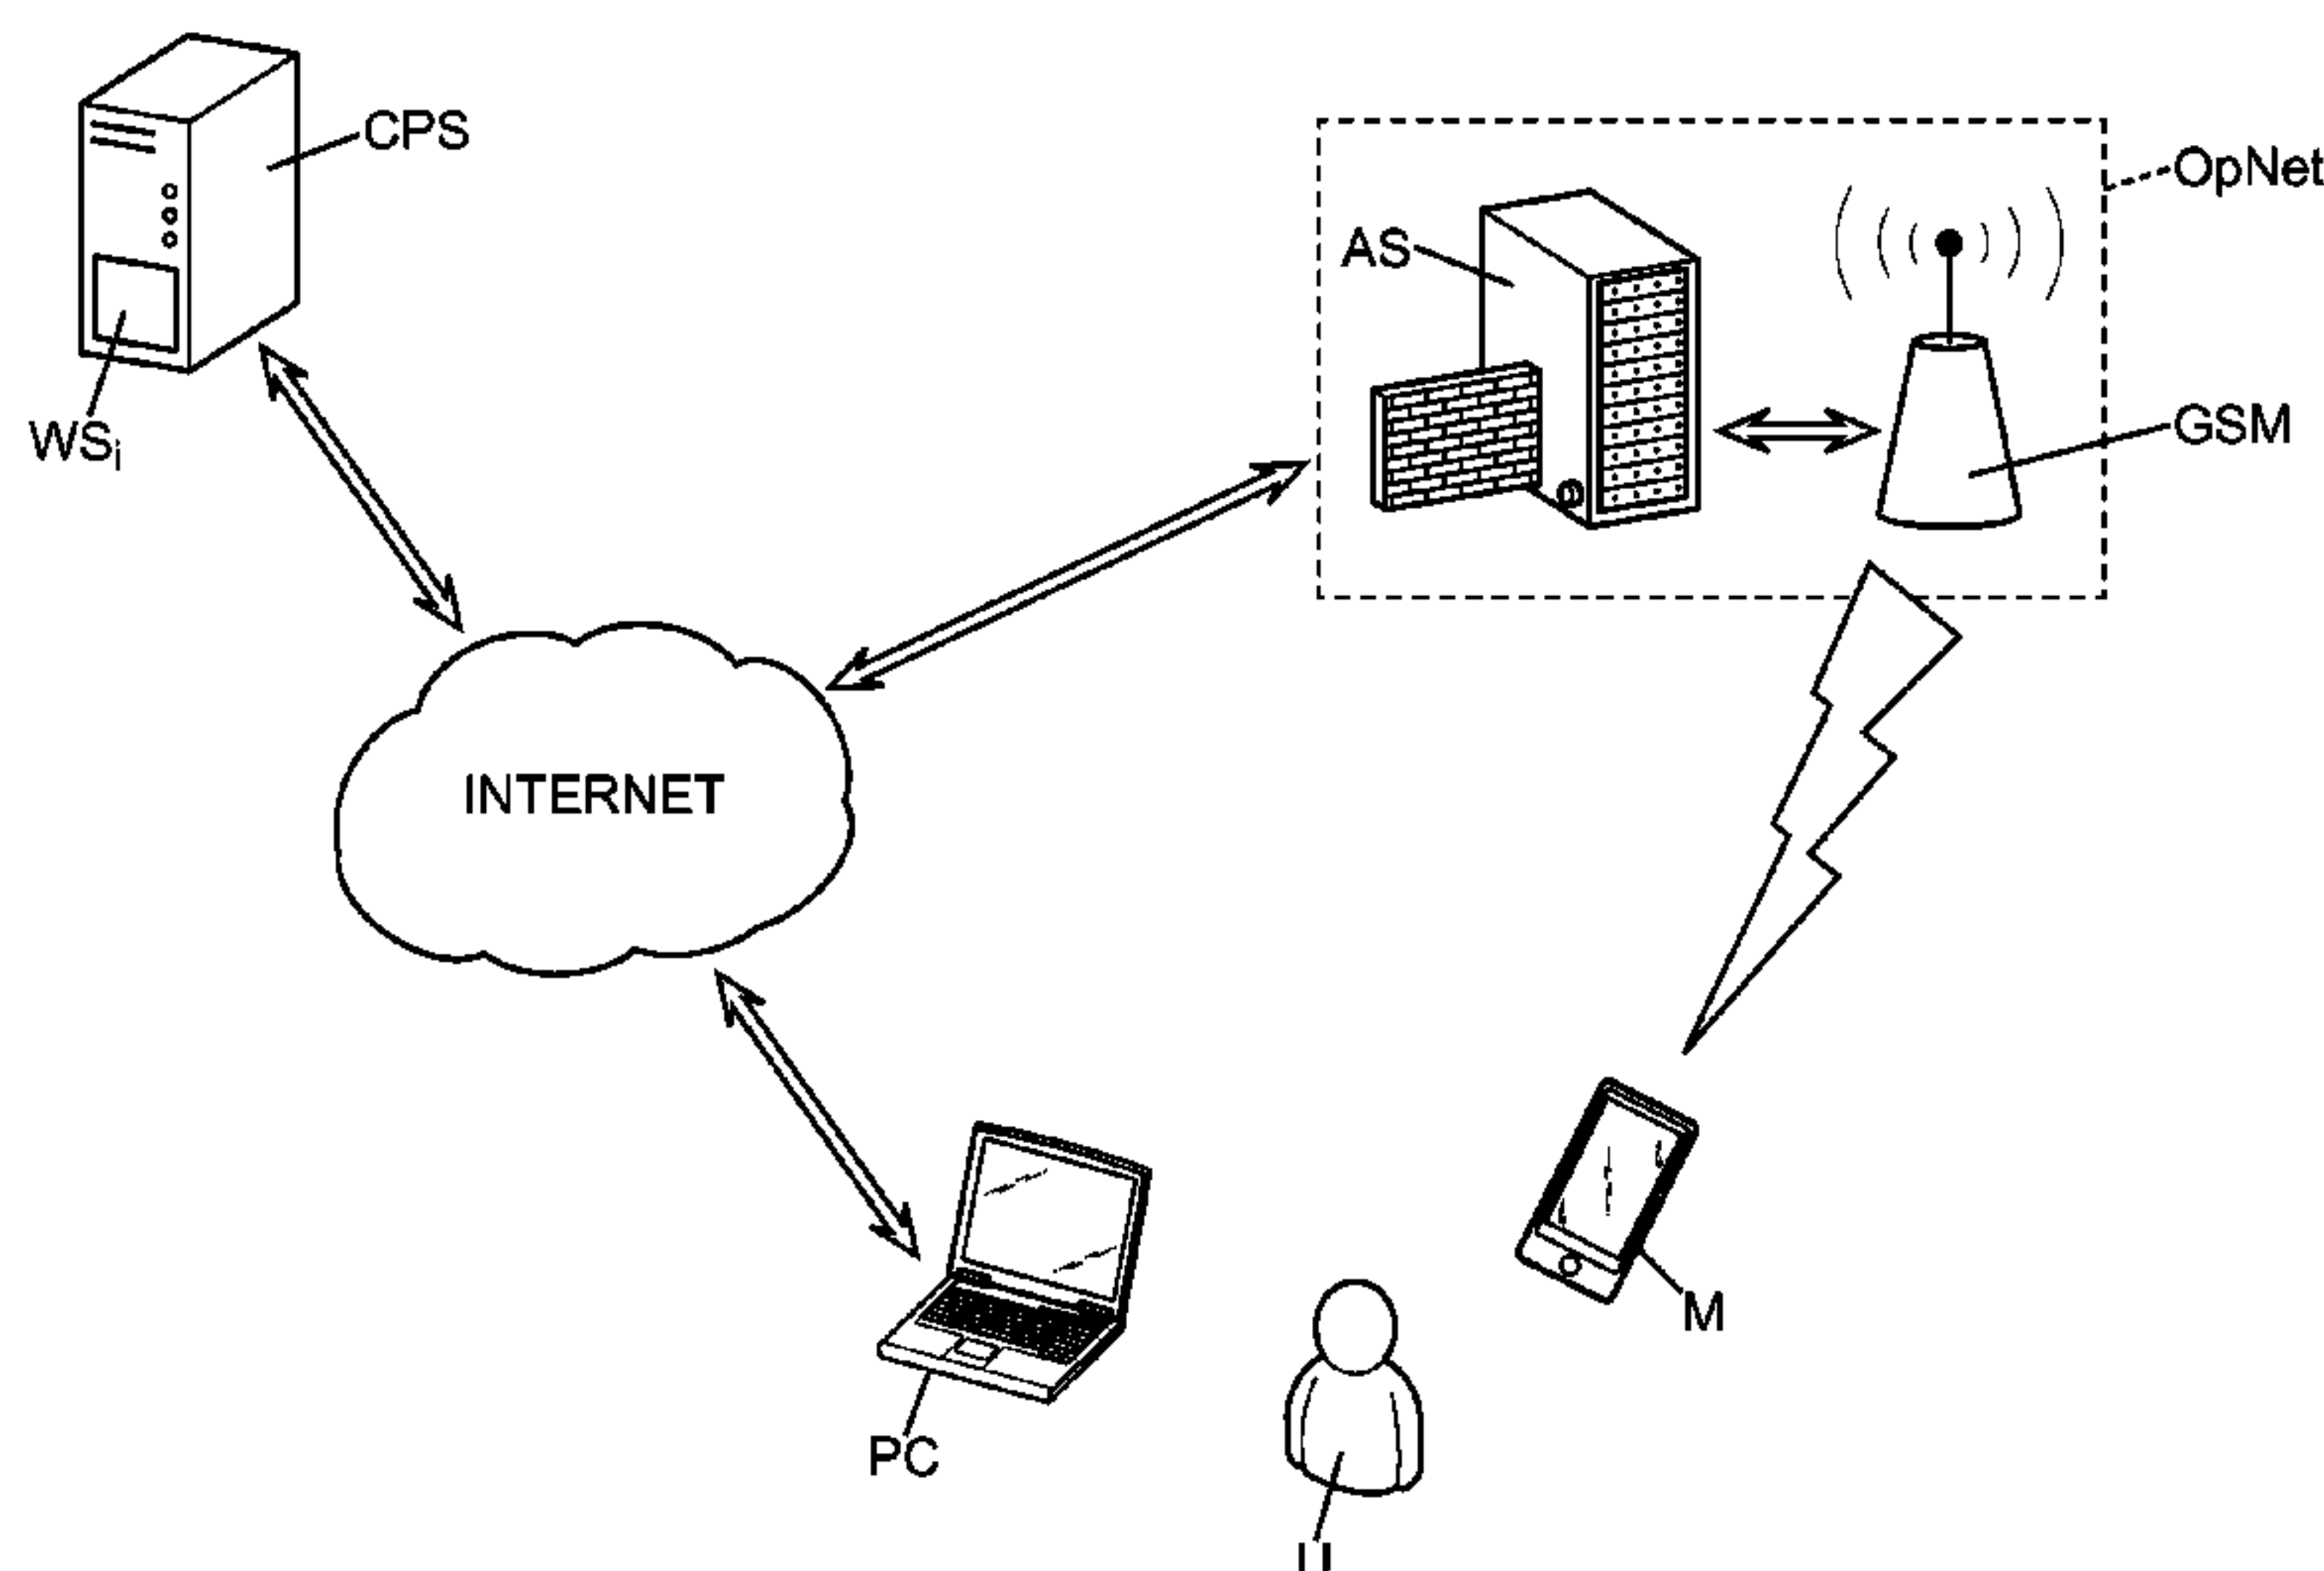 CPS
OpNet
AS
WSi
GSM
INTERNET
M
PC